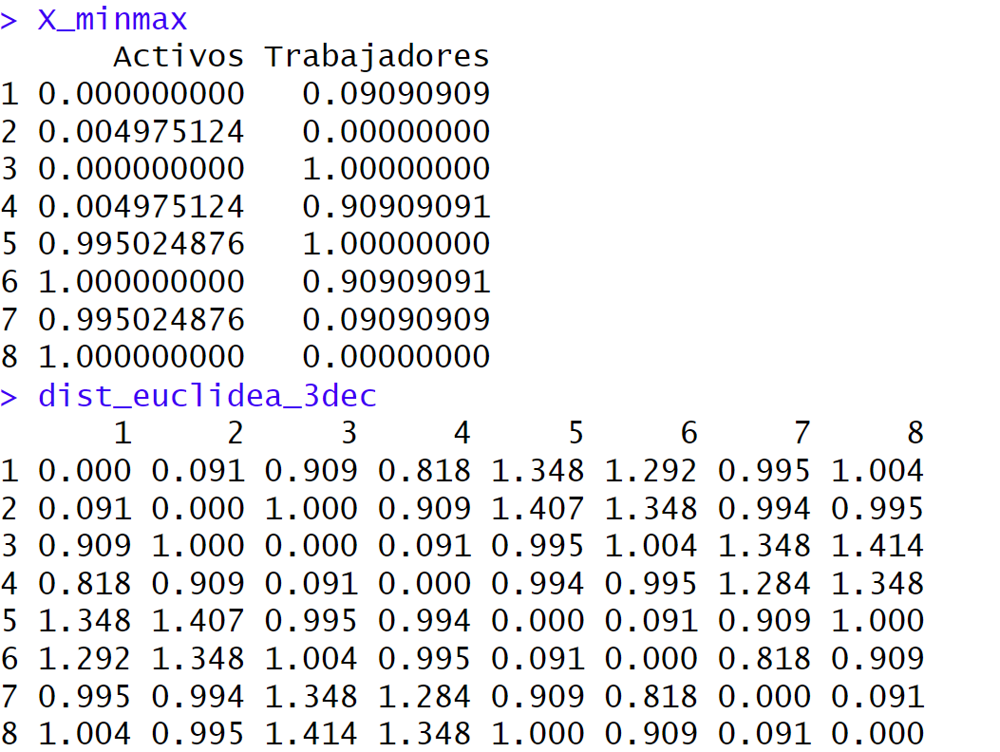 > X_minmax
Activos Trabajadores
1 0.000000000 0.09090909
2 0.004975124 0.00000000
3 0.000000000 1.00000000
4 0.004975124 0.90909091
5 0.995024876 1.00000000
6 1.000000000 0.90909091
7 0.995024876 0.09090909
8 1.000000000 0.00000000
> dist_euclidea_3dec
1 2 3 4 5 6 7 8
1 0.000 0.091 0.909 0.818 1.348 1.292 0.995 1.004
2 0.091 0.000 1.000 0.909 1.407 1.348 0.994 0.995
3 0.909 1.000 0.000 0.091 0.995 1.004 1.348 1.414
4 0.818 0.909 0.091 0.000 0.994 0.995 1.284 1.348
5 1.348 1.407 0.995 0.994 0.000 0.091 0.909 1.000
6 1.292 1.348 1.004 0.995 0.091 0.000 0.818 0.909
7 0.995 0.994 1.348 1.284 0.909 0.818 0.000 0.091
8 1.004 0.995 1.414 1.348 1.000 0.909 0.091 0.000